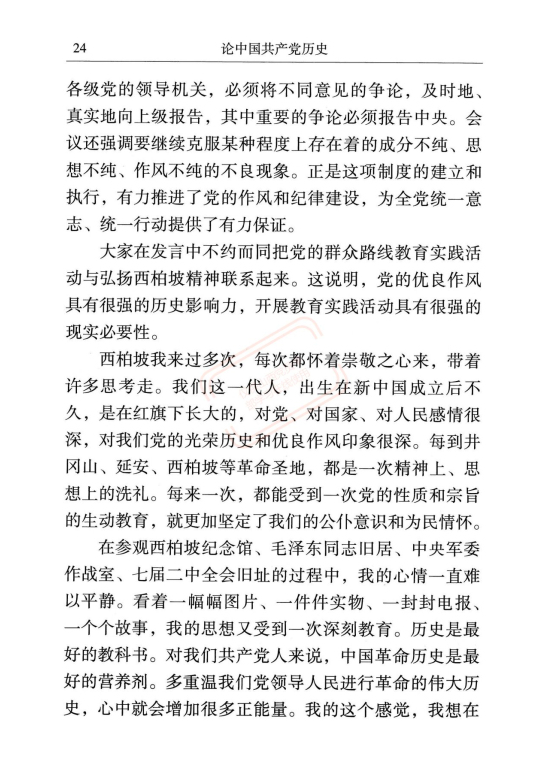 24 论中国共产党历史
各级党的领导机关，必须将不同意见的争论，及时地、
真实地向上级报告，其中重要的争论必须报告中央。会
议还强调要继续克服某种程度上存在着的成分不纯、思
想不纯、作风不纯的不良现象。正是这项制度的建立和
执行，有力推进了党的作风和纪律建设，为全党统一意
志、统一行动提供了有力保证。
大家在发言中不约而同把党的群众路线教育实践活
动与弘扬西柏坡精神联系起来。这说明，党的优良作风
具有很强的历史影响力，开展教育实践活动具有很强的
现实必要性。
西柏坡我来过多次，每次都怀着崇敬之心来，带着
许多思考走。我们这一代人，出生在新中国成立后不
久，是在红旗下长大的，对党、对国家、对人民感情很
深，对我们党的光荣历史和优良作风印象很深。每到井
冈山、延安、西柏坡等革命圣地，都是一次精神上、思
想上的洗礼。每来一次，都能受到一次党的性质和宗旨
的生动教育，就更加坚定了我们的公仆意识和为民情怀。
在参观西柏坡纪念馆、毛泽东同志旧居、中央军委
作战室、七届二中全会旧址的过程中，我的心情一直难
以平静。看着一幅幅图片、一件件实物、一封封电报、
一个个故事，我的思想又受到一次深刻教育。历史是最
好的教科书。对我们共产党人来说，中国革命历史是最
好的营养剂。多重温我们党领导人民进行革命的伟大历
史，心中就会增加很多正能量。我的这个感觉，我想在